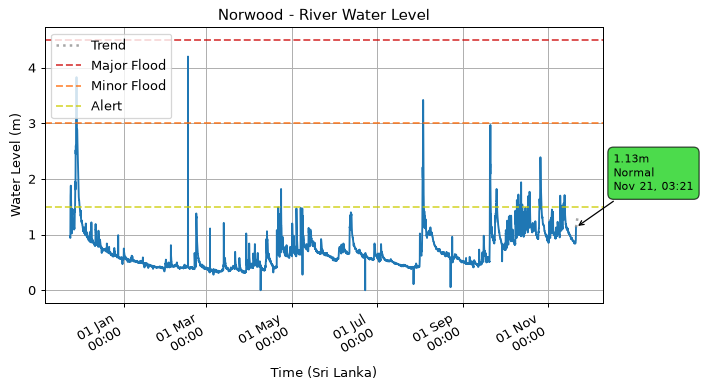 Norwood - River Water Level
Trend
Major Flood
Minor Flood
Alert
Water Level (m)
4
3
2
1
0
1.13m
Normal
Nov 21, 03:21
01 Jan
00:00
01 Mar
00:00
01 May
00:00
01 Jul
00:00
01 Sep
00:00
01 Nov
00:00
Time (Sri Lanka)